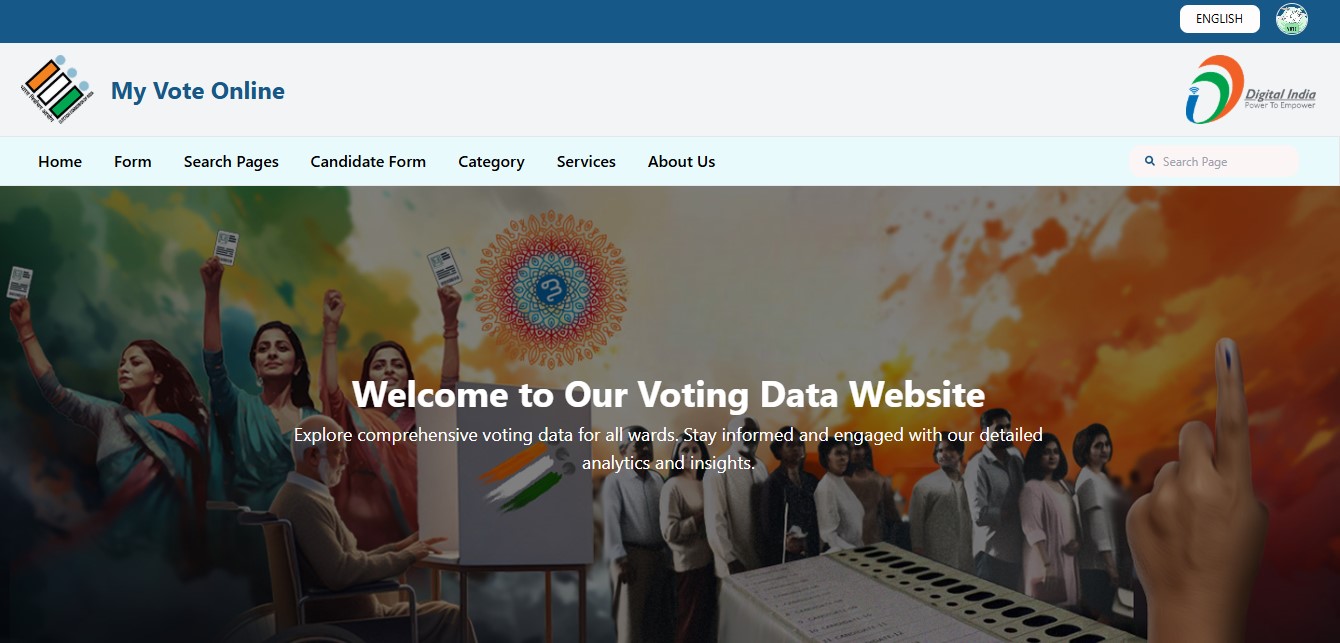 ENGLISH
VOTE
My Vote Online
Digital India
Power To Empower
Home
Form
Search Pages
Candidate Form
Category
Services
About Us
Search Page
Welcome to Our Voting Data Website
Explore comprehensive voting data for all wards. Stay informed and engaged with our detailed
analytics and insights.